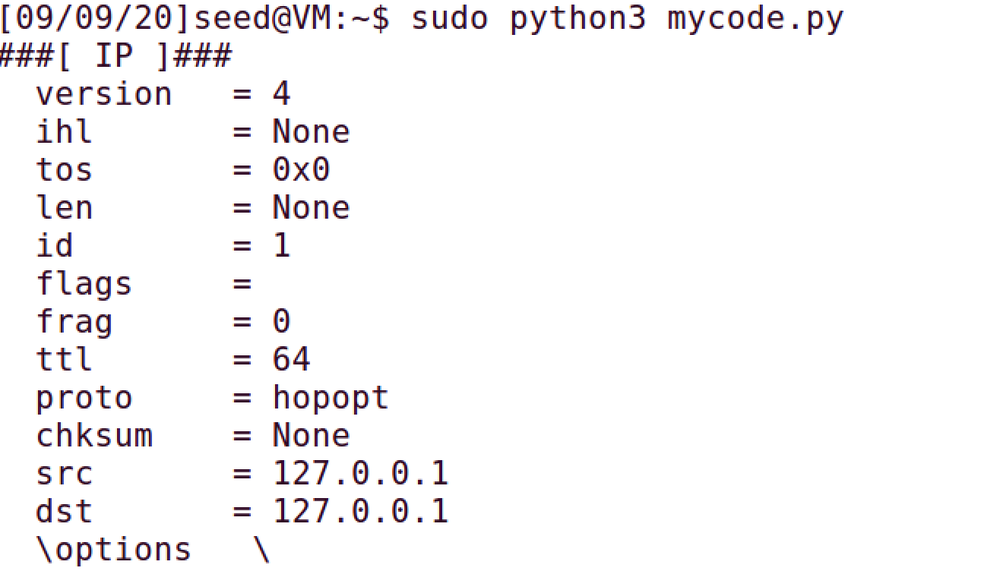 [09/09/20]seed@VM:~$ sudo python3 mycode.py
###[ IP ]###
  version   = 4
  ihl       = None
  tos       = 0x0
  len       = None
  id        = 1
  flags     =
  frag      = 0
  ttl       = 64
  proto     = hopopt
  chksum    = None
  src       = 127.0.0.1
  dst       = 127.0.0.1
  \options   \